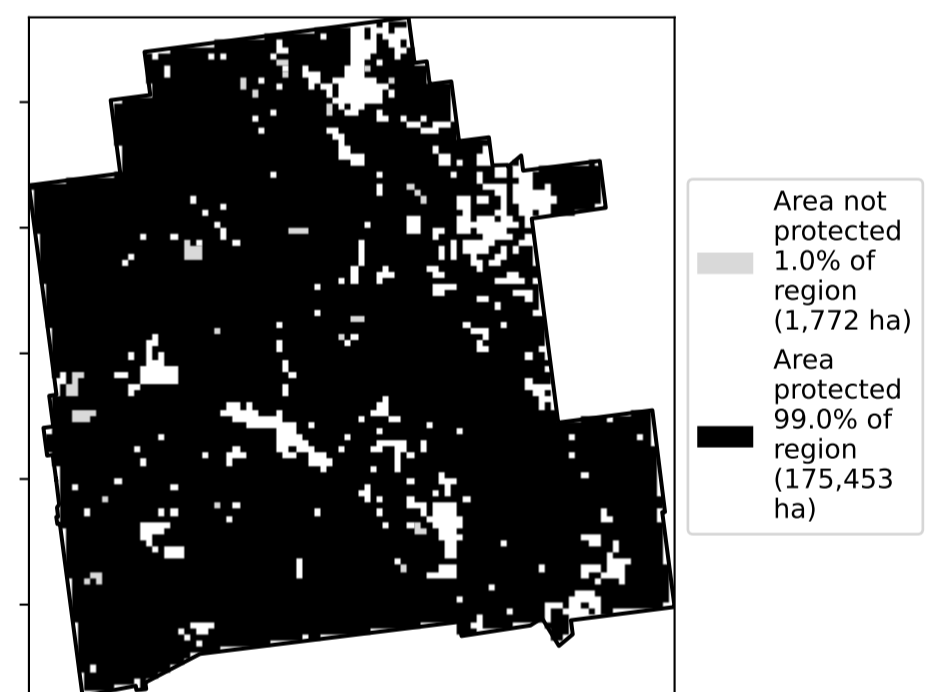 Area not
protected
1.0% of
region
(1,772 ha)
Area
protected
99.0% of
region
(175,453
ha)